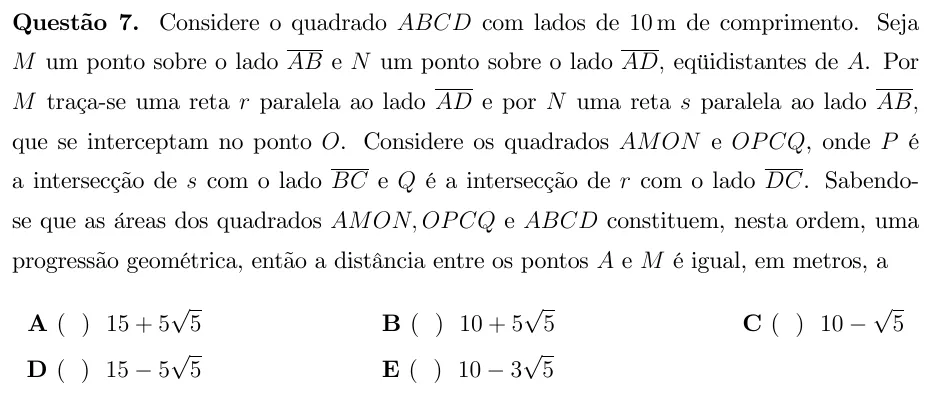 Questão 7. Considere o quadrado ABCD com lados de 10 m de comprimento. Seja
M um ponto sobre o lado \overline{AB} e N um ponto sobre o lado \overline{AD}, eqüidistantes de A. Por
M traça-se uma reta r paralela ao lado \overline{AD} e por N uma reta s paralela ao lado \overline{AB},
que se interceptam no ponto O. Considere os quadrados AMON e OPCQ, onde P é
a intersecção de s com o lado \overline{BC} e Q é a intersecção de r com o lado \overline{DC}. Sabendo-
se que as áreas dos quadrados AMON, OPCQ e ABCD constituem, nesta ordem, uma
progressão geométrica, então a distância entre os pontos A e M é igual, em metros, a
A ( ) 15 + 5√5 B ( ) 10 + 5√5 C ( ) 10 − √5
D ( ) 15 − 5√5 E ( ) 10 − 3√5